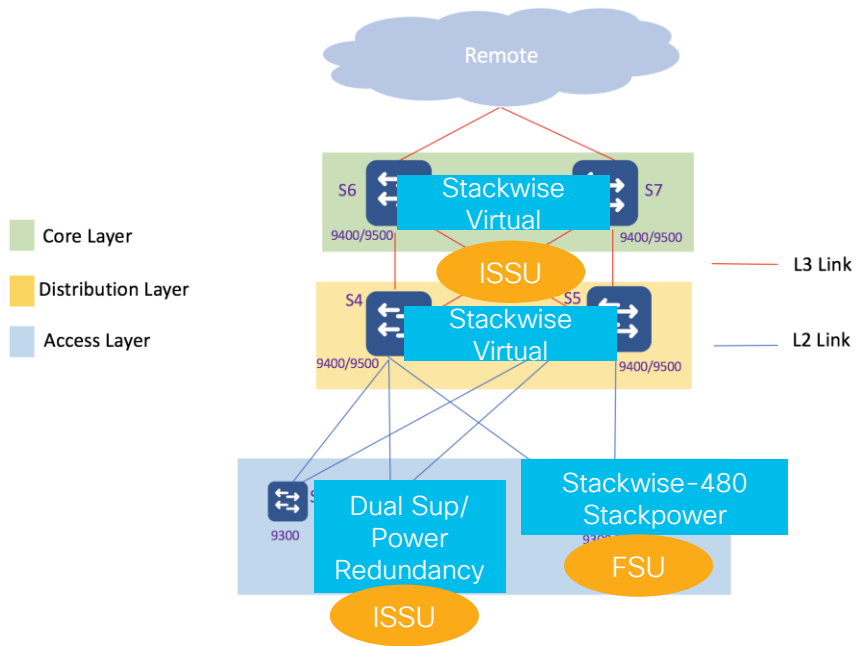 Remote
S6
Stackwise
Virtual
S7
9400/9500
9400/9500
Core Layer
ISSU
L3 Link
Distribution Layer
S4
S5
Stackwise
Virtual
Access Layer
L2 Link
9400/9500
9400/9500
Stackwise-480
Stackpower
Dual Sup/
Power
Redundancy
9300
FSU
ISSU